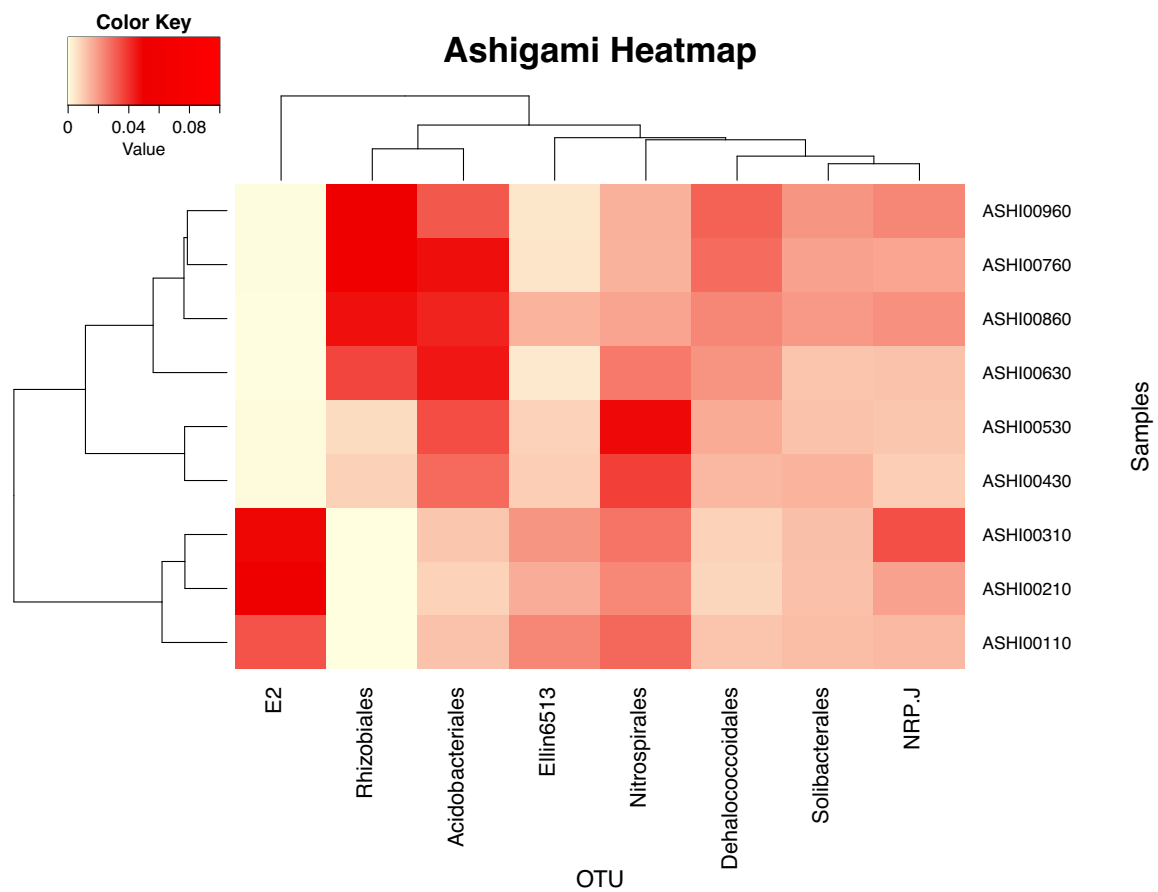 Color Key
0 0.04 0.08
Value
Ashigami Heatmap
ASHI00960
ASHI00760
ASHI00860
ASHI00630
ASHI00530
ASHI00430
ASHI00310
ASHI00210
ASHI00110
Samples
E2
Rhizobiales
Acidobacteriales
Ellin6513
Nitrospirales
Dehalococcoidales
Solibacterales
NRP.J
OTU